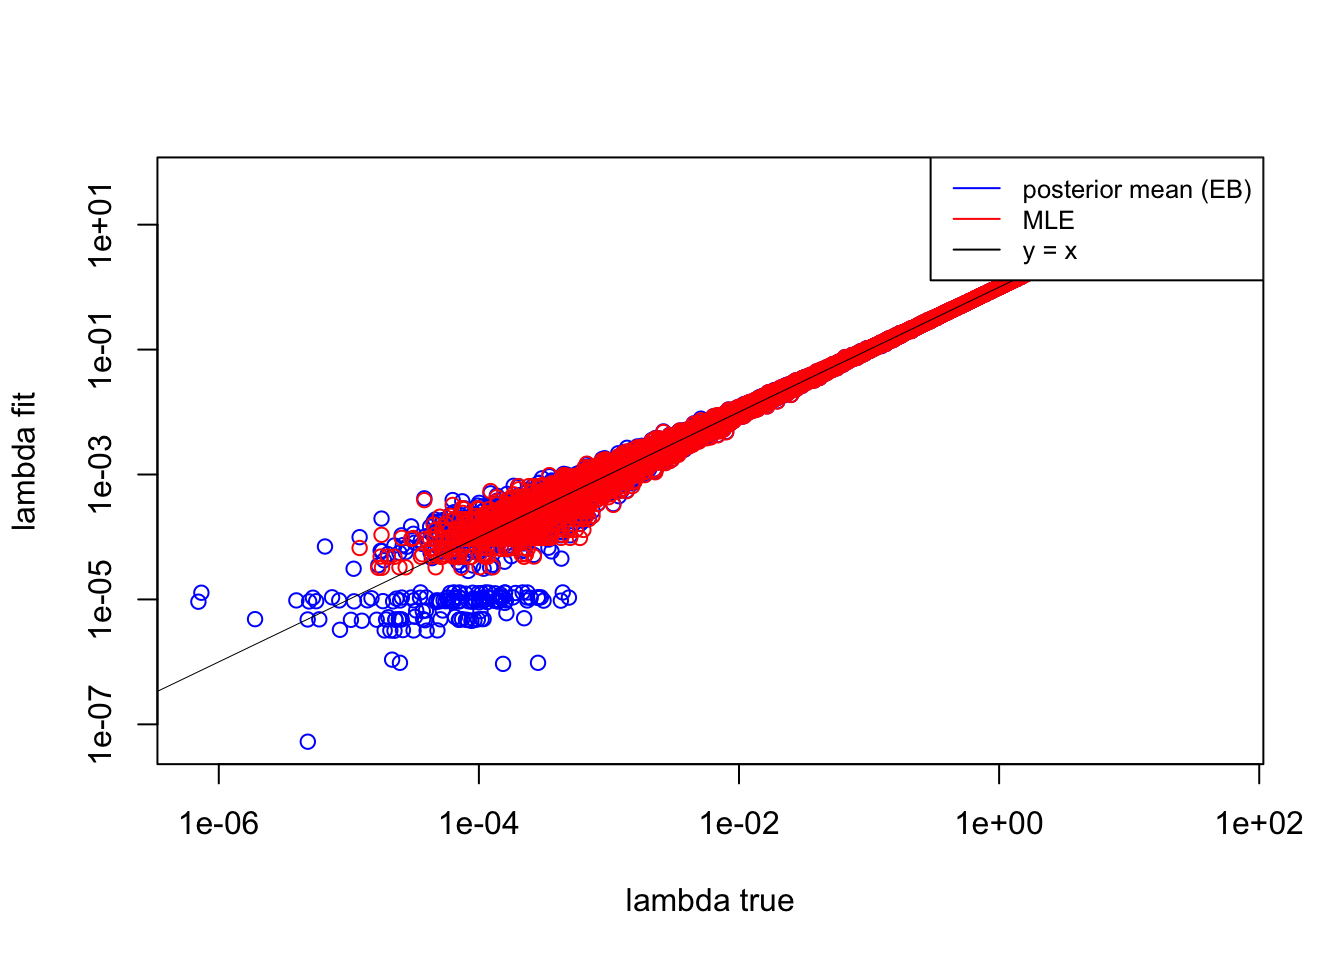 posterior mean (EB)
MLE
y = x
1e+01
1e-01
1e-03
1e-05
1e-07
lambda fit
1e-06
1e-04
1e-02
1e+00
1e+02
lambda true